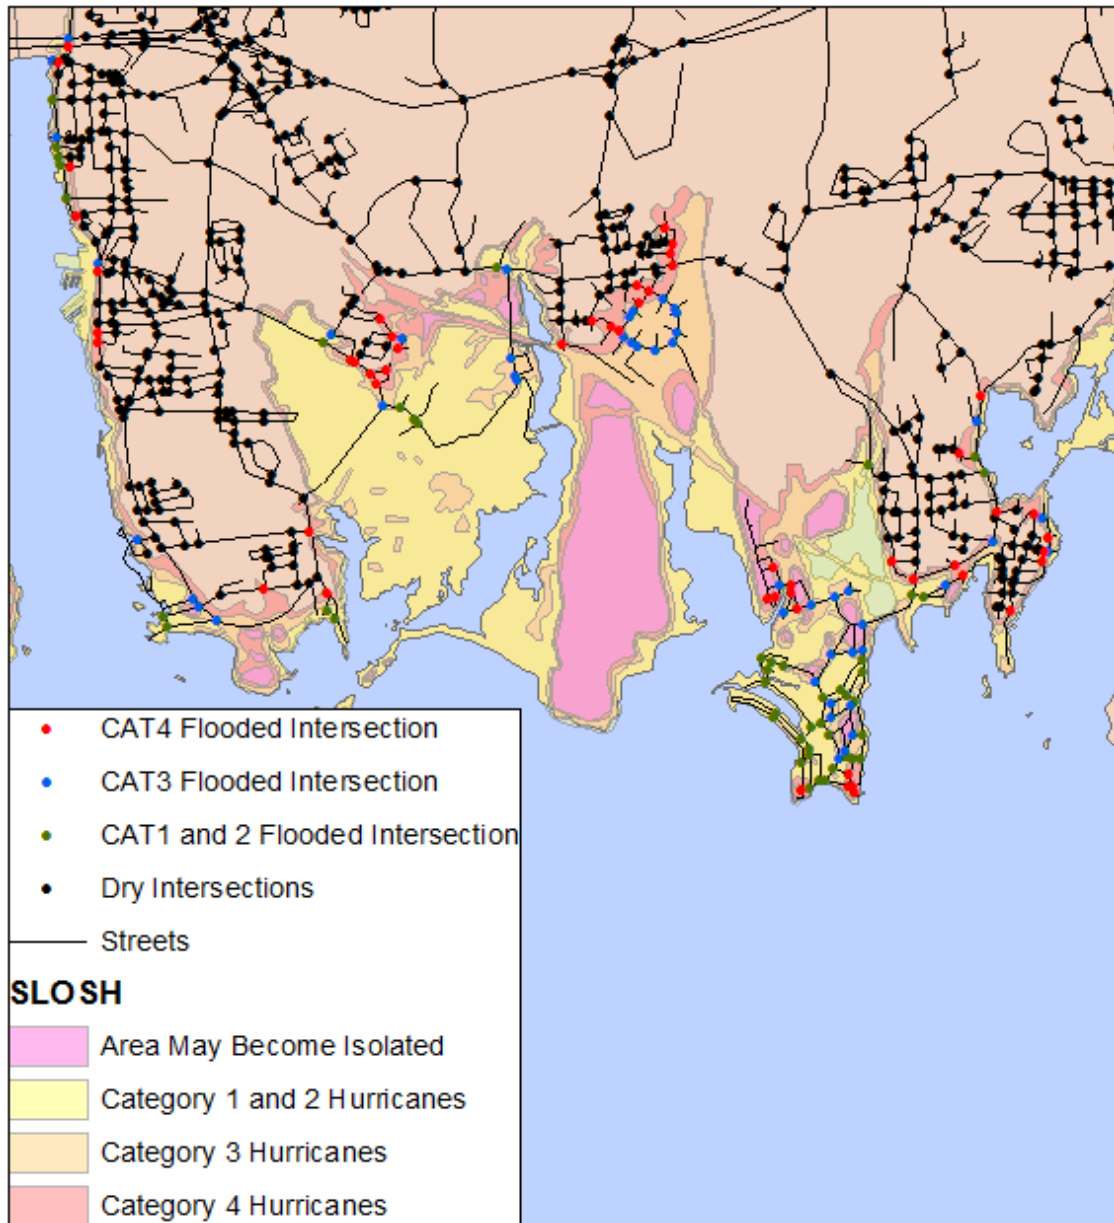 CAT4 Flooded Intersection
CAT3 Flooded Intersection
CAT1 and 2 Flooded Intersection
Dry Intersections
Streets
SLOSH
Area May Become Isolated
Category 1 and 2 Hurricanes
Category 3 Hurricanes
Category 4 Hurricanes